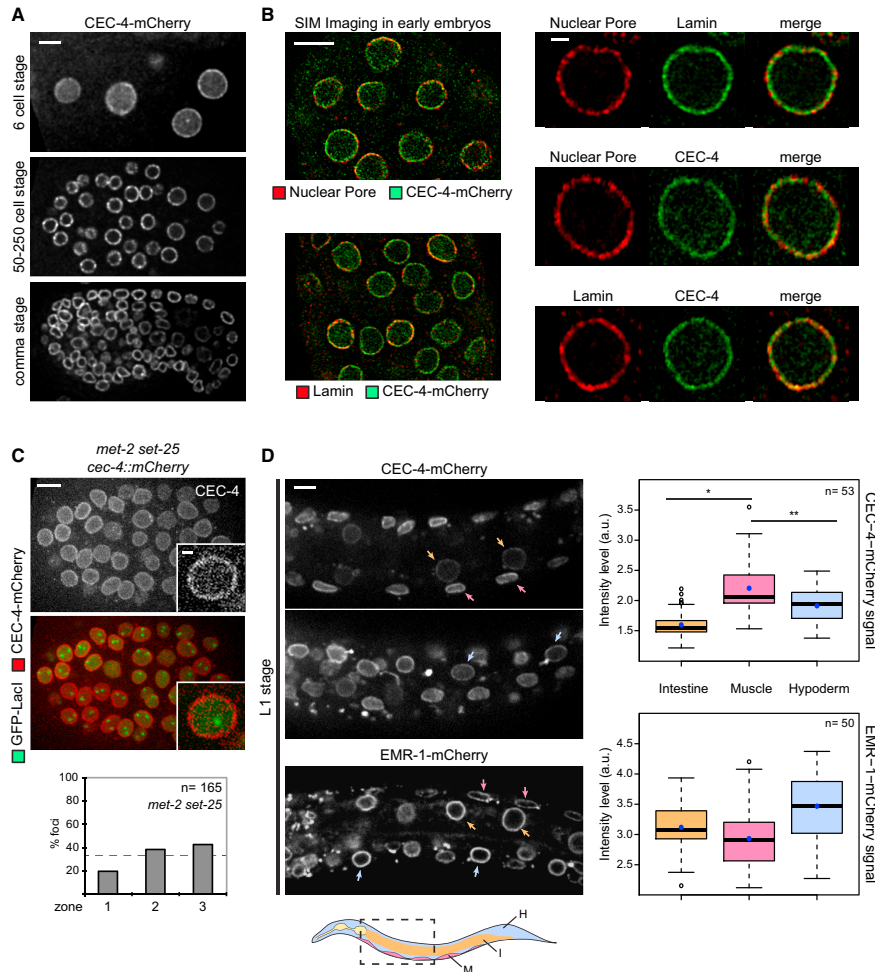 A
CEC-4-mCherry
6 cell stage
50-250 cell stage
comma stage
B
SIM Imaging in early embryos
Nuclear Pore CEC-4-mCherry
Lamin CEC-4-mCherry
Nuclear Pore Lamin merge
Nuclear Pore CEC-4 merge
Lamin CEC-4 merge
C
met-2 set-25
cec-4::mCherry
CEC-4
CEC-4-mCherry
GFP-LacI
% foci
100
80
60
40
20
n= 165
met-2 set-25
zone 1 2 3
D
L1 stage
CEC-4-mCherry
EMR-1-mCherry
H
I
M
Intensity level (a.u.)
3.5
3.0
2.5
2.0
1.5
*
**
n= 53
CEC-4-mCherry signal
Intestine Muscle Hypoderm
Intensity level (a.u.)
4.5
4.0
3.5
3.0
2.5
n= 50
EMR-1-mCherry signal